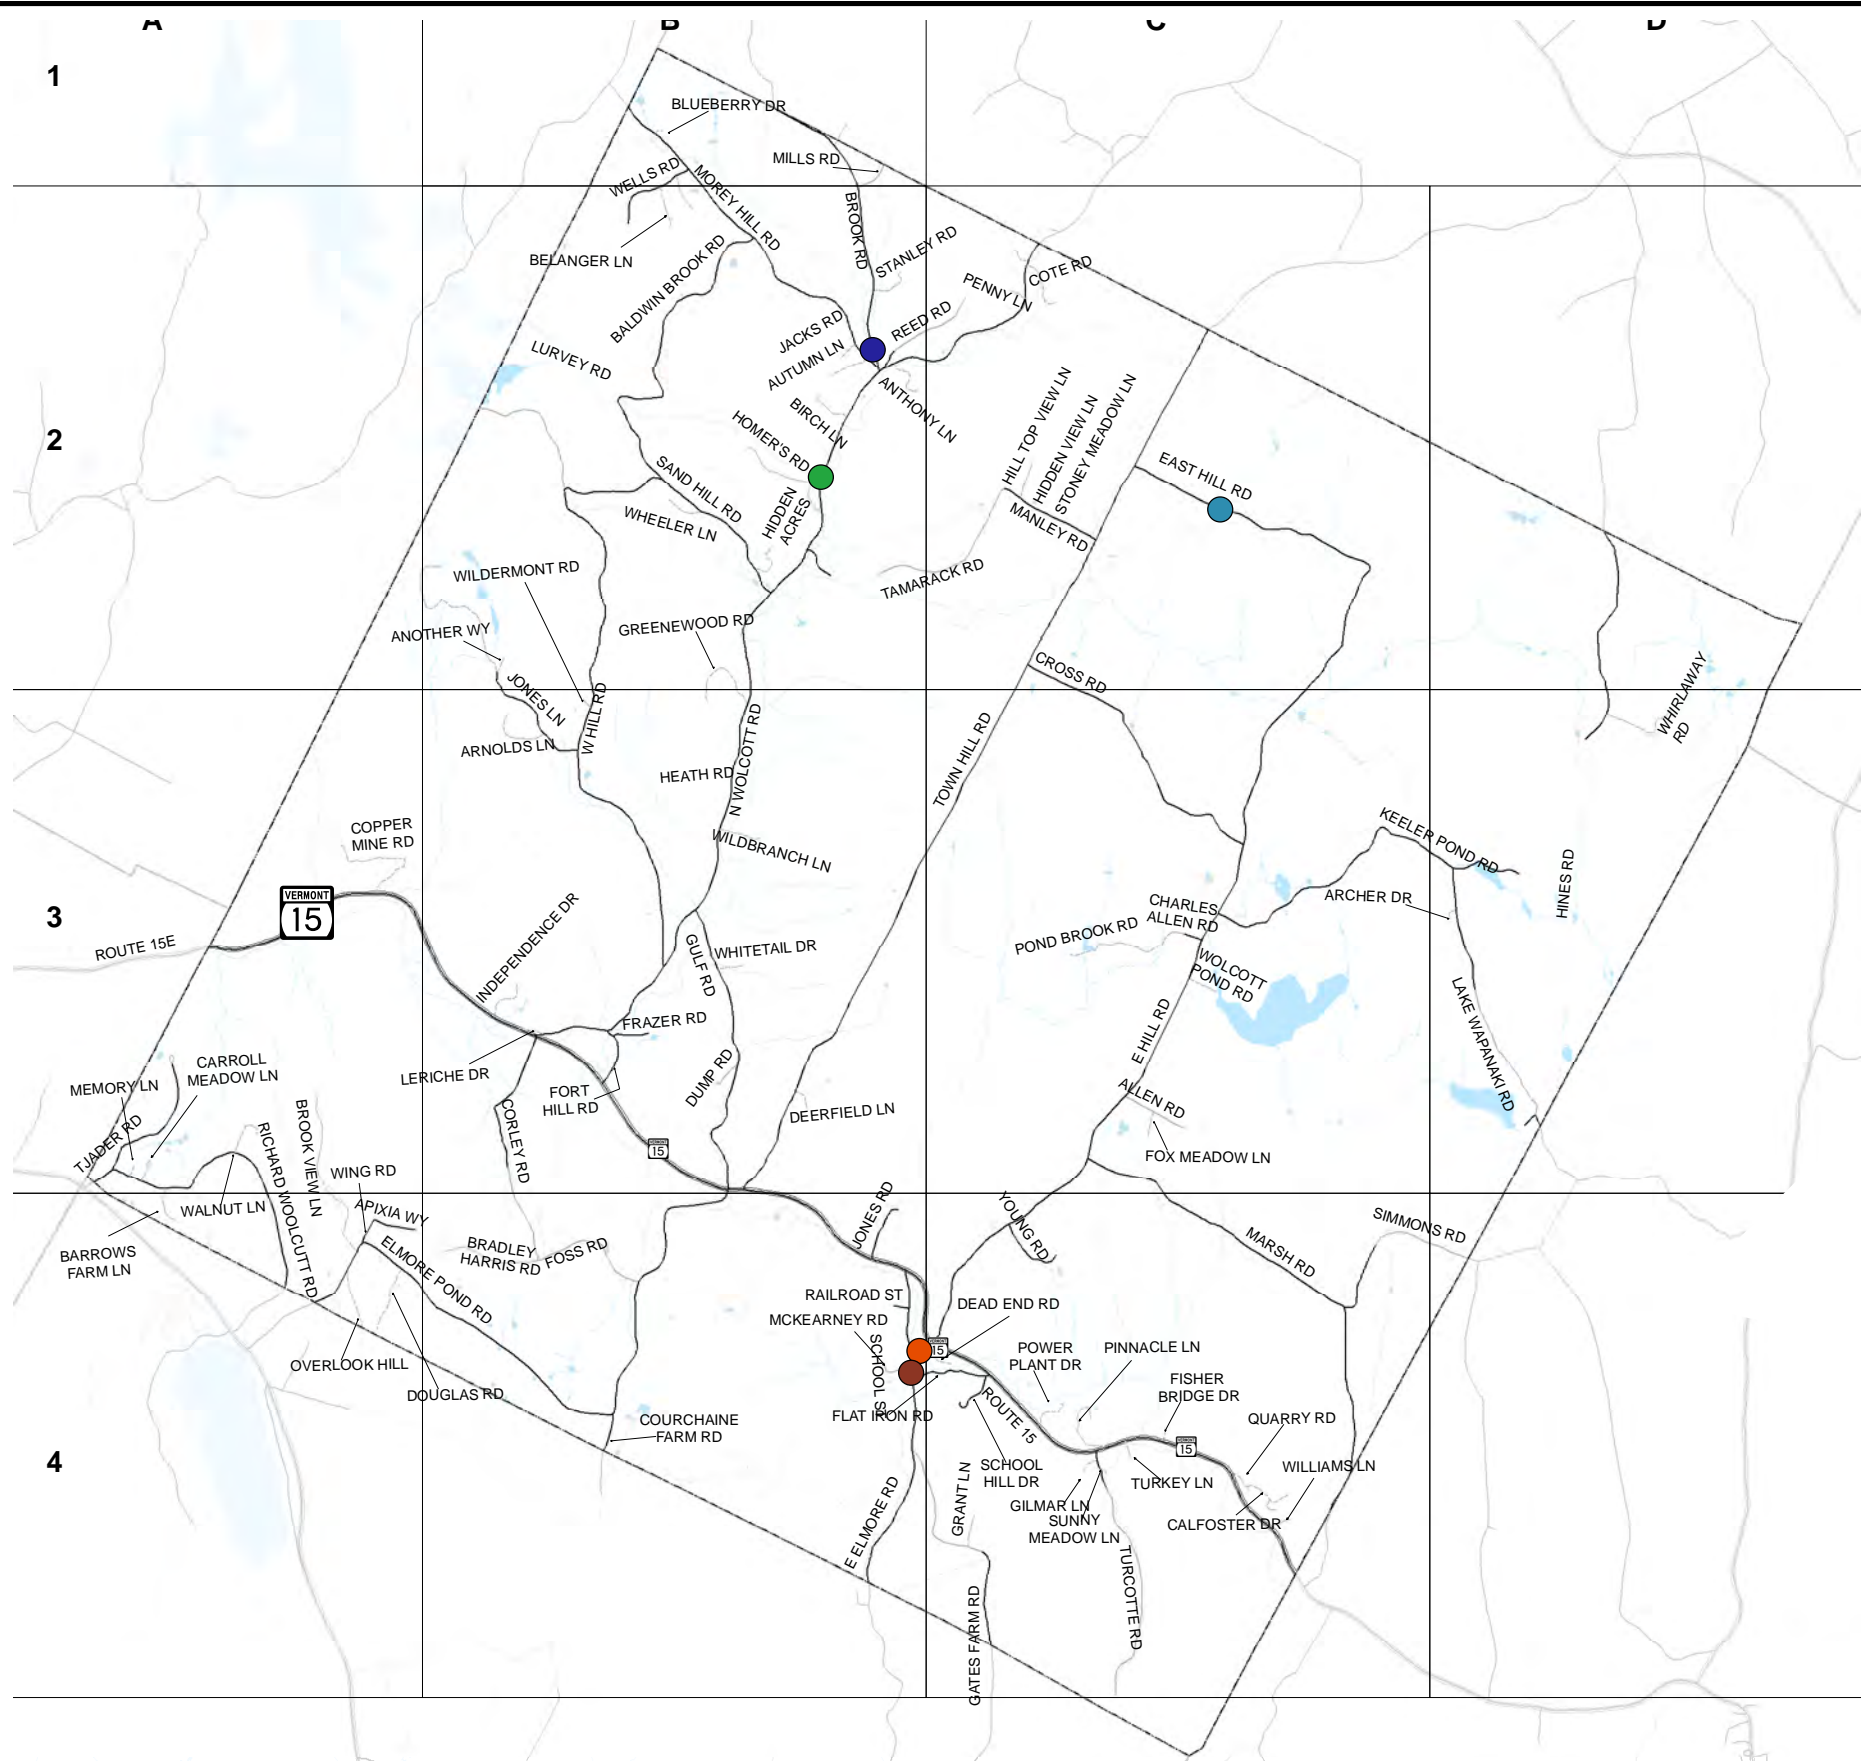 A
B
C
D
1
BLUEBERRY DR
MILLS RD
WELLS RD
MOREY HILL RD
BROOK RD
STANLEY RD
BELANGER LN
BALDWIN BROOK RD
COTE RD
PENNY LN
JACKS RD
REED RD
LURVEY RD
AUTUMN LN
ANTHONY LN
2
BIRCH LN
HOMER'S RD
HILL TOP VIEW LN
HIDDEN VIEW LN
STONEY MEADOW LN
EAST HILL RD
SAND HILL RD
HIDDEN
ACRES
WHEELER LN
MANLEY RD
WILDERMONT RD
TAMARACK RD
ANOTHER WY
GREENEWOOD RD
JONES LN
CROSS RD
WHIRLAWAY
RD
W HILL RD
ARNOLDS LN
N WOLCOTT RD
TOWN HILL RD
HEATH RD
COPPER
MINE RD
WILDBRANCH LN
KEELER POND RD
HINES RD
VERMONT
15
3
INDEPENDENCE DR
CHARLES
ALLEN RD
ARCHER DR
POND BROOK RD
ROUTE 15E
GULF RD
WHITETAIL DR
WOLCOTT
POND RD
LAKE WAPANAKI RD
FRAZER RD
E HILL RD
CARROLL
MEADOW LN
MEMORY LN
LERICHE DR
FORT
HILL RD
DUMP RD
DEERFIELD LN
ALLEN RD
TJADER RD
RICHARD WOOLCUTT RD
BROOK VIEW LN
CORLEY RD
VERMONT
15
FOX MEADOW LN
WING RD
WALNUT LN
APIXIA WY
JONES RD
YOUNG RD
SIMMONS RD
BARROWS
FARM LN
ELMORE POND RD
BRADLEY
HARRIS RD
FOSS RD
MARSH RD
RAILROAD ST
DEAD END RD
MCKEARNEY RD
SCHOOL ST
15
POWER
PLANT DR
PINNACLE LN
OVERLOOK HILL
DOUGLAS RD
FISHER
BRIDGE DR
COURCHAINE
FARM RD
FLAT IRON RD
ROUTE 15
QUARRY RD
4
VERMONT
15
SCHOOL
HILL DR
TURKEY LN
WILLIAMS LN
GRANT LN
GILMAR LN
SUNNY
MEADOW LN
CALFOSTER DR
E ELMORE RD
TURCOTTE RD
GATES FARM RD